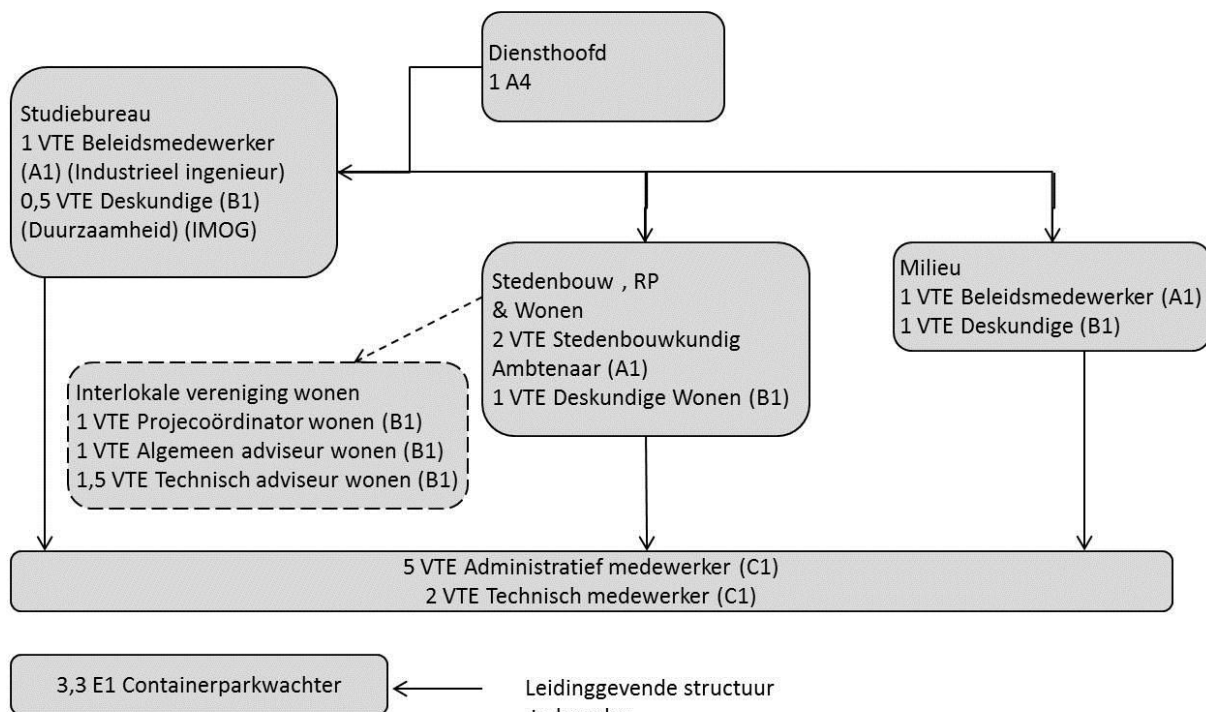 Diensthoofd
1 A4
Studiebureau
1 VTE Beleidsmedewerker
(A1) (Industrieel ingenieur)
0,5 VTE Deskundige (B1)
(Duurzaamheid) (IMOG)
Stedenbouw , RP
& Wonen
2 VTE Stedenbouwkundig
Ambtenaar (A1)
1 VTE Deskundige Wonen (B1)
Milieu
1 VTE Beleidsmedewerker (A1)
1 VTE Deskundige (B1)
Interlokale vereniging wonen
1 VTE Projecoördinator wonen (B1)
1 VTE Algemeen adviseur wonen (B1)
1,5 VTE Technisch adviseur wonen (B1)
5 VTE Administratief medewerker (C1)
2 VTE Technisch medewerker (C1)
3,3 E1 Containerparkwachter
Leidinggevende structuur